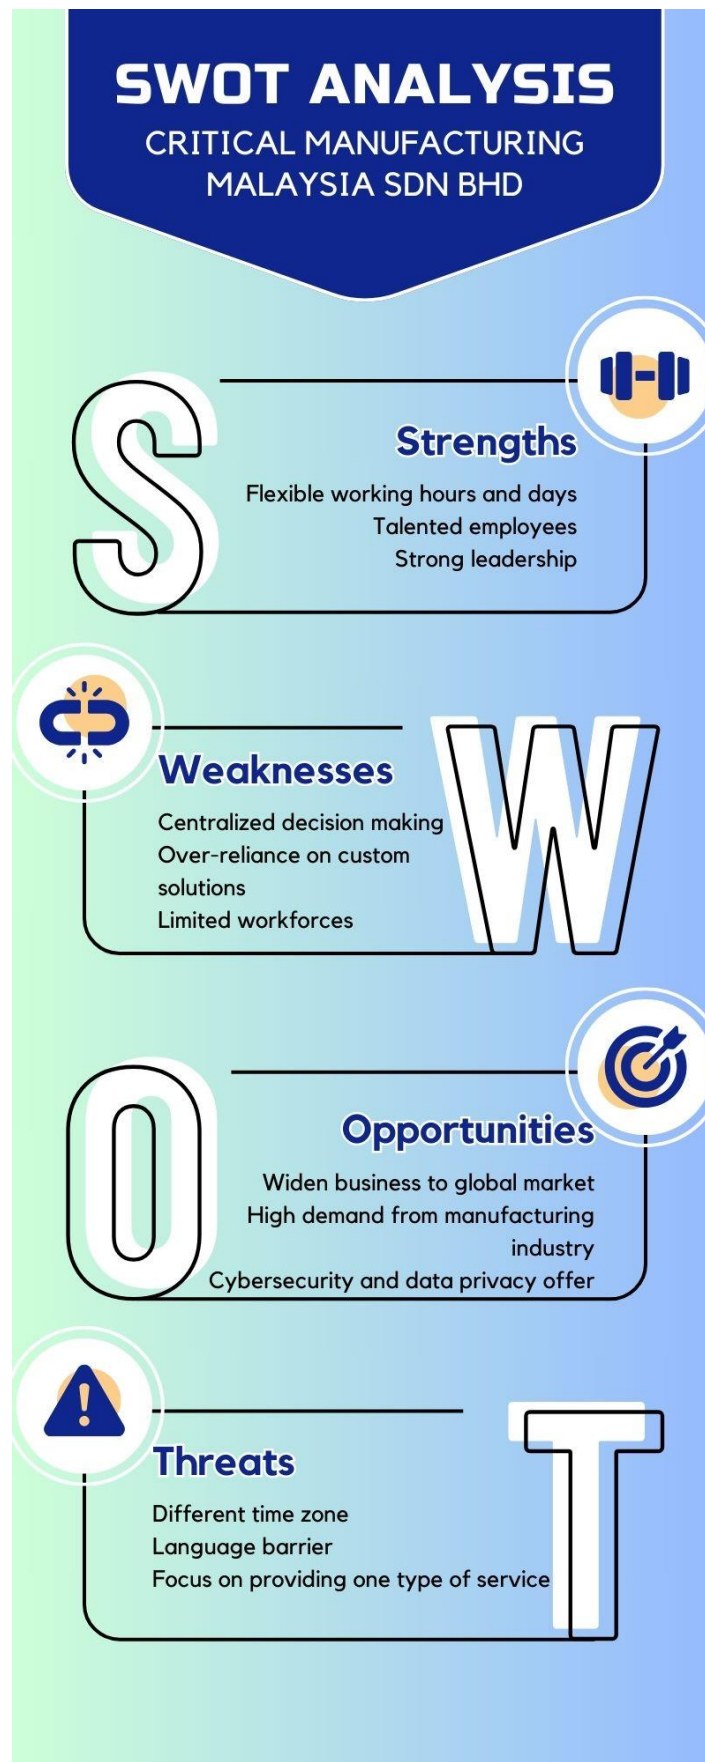 SWOT ANALYSIS
CRITICAL MANUFACTURING
MALAYSIA SDN BHD
S
Strengths
Flexible working hours and days
Talented employees
Strong leadership
W
Weaknesses
Centralized decision making
Over-reliance on custom
solutions
Limited workforces
O
Opportunities
Widen business to global market
High demand from manufacturing
industry
Cybersecurity and data privacy offer
T
Threats
Different time zone
Language barrier
Focus on providing one type of service